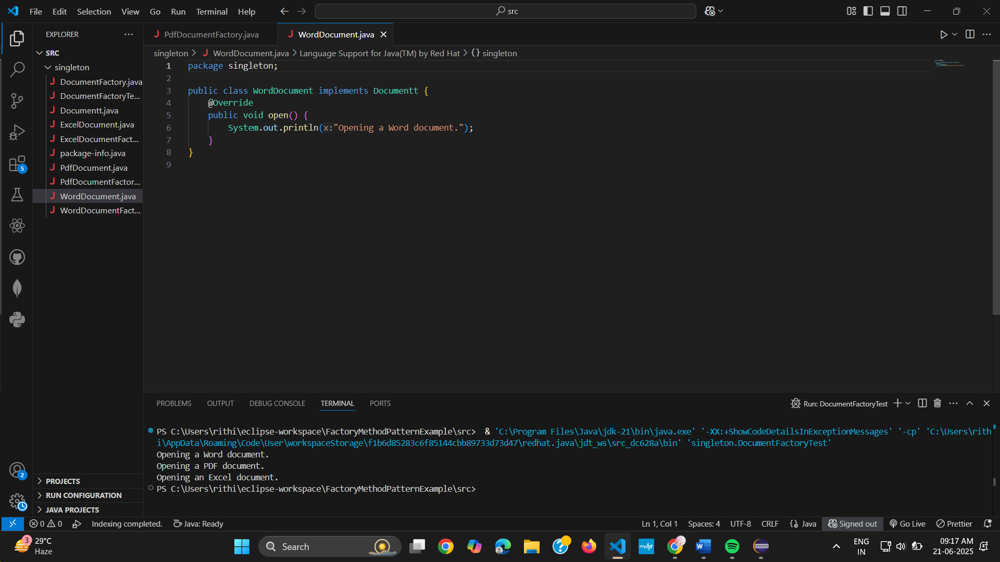 File Edit Selection View Go Run Terminal Help
src
EXPLORER
SRC
singleton
DocumentFactory.java
DocumentFactoryTe...
Documentt.java
ExcelDocument.java
ExcelDocumentFact...
package-info.java
PdfDocument.java
PdfDocumentFactor...
WordDocument.java
WordDocumentFact...
PROJECTS
RUN CONFIGURATION
JAVA PROJECTS
5
2
PdfDocumentFactory.java
WordDocument.java
singleton > WordDocument.java > Language Support for Java(TM) by Red Hat > {} singleton
1 package singleton;
2
3 public class WordDocument implements Documentt {
4 @Override
5 public void open() {
6 System.out.println(x:"Opening a Word document.");
7 }
8 }
9
PROBLEMS OUTPUT DEBUG CONSOLE TERMINAL PORTS
Run: DocumentFactoryTest
PS C:\Users\rithi\eclipse-workspace\FactoryMethodPatternExample\src> & 'C:\Program Files\Java\jdk-21\bin\java.exe' '-XX:+ShowCodeDetailsInExceptionMessages' '-cp' 'C:\Users\rith
i\AppData\Roaming\Code\User\workspaceStorage\f1b6d85283c6f85144cbb89733d73d47\redhat.java\jdt_ws\src_dc628a\bin' 'singleton.DocumentFactoryTest'
Opening a Word document.
Opening a PDF document.
Opening an Excel document.
PS C:\Users\rithi\eclipse-workspace\FactoryMethodPatternExample\src>
0 0 Indexing completed. Java: Ready
Ln 1, Col 1 Spaces: 4 UTF-8 CRLF {} Java Signed out Go Live Prettier
3
29°C
Haze
Search
myhp
ENG
IN
09:17 AM
21-06-2025